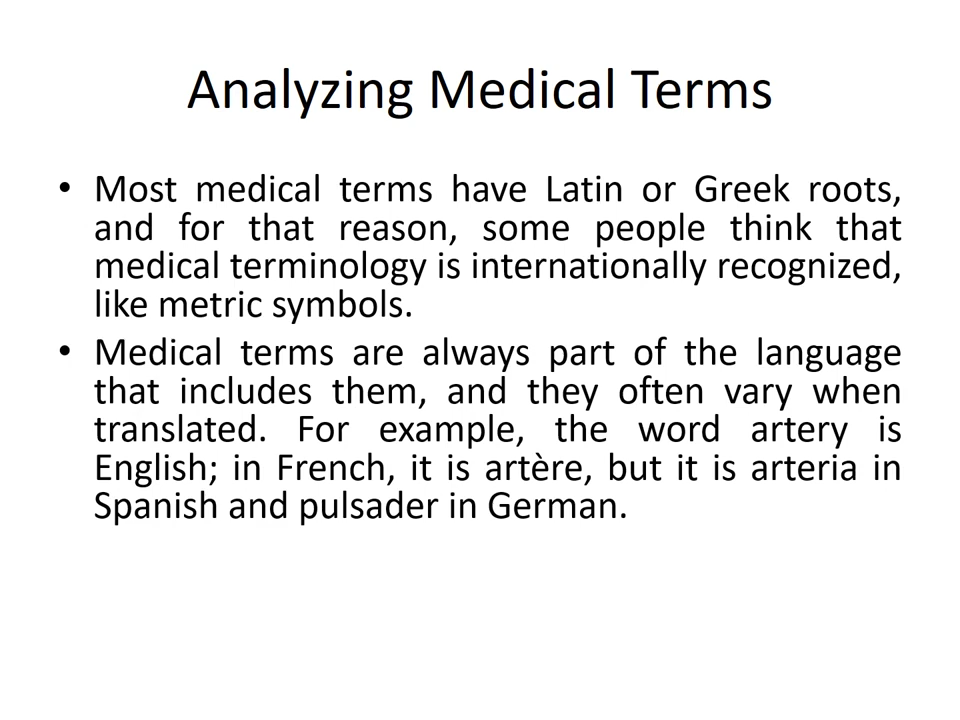 Analyzing Medical Terms
• Most medical terms have Latin or Greek roots,
and for that reason, some people think that
medical terminology is internationally recognized,
like metric symbols.
• Medical terms are always part of the language
that includes them, and they often vary when
translated. For example, the word artery is
English; in French, it is artère, but it is arteria in
Spanish and pulsader in German.